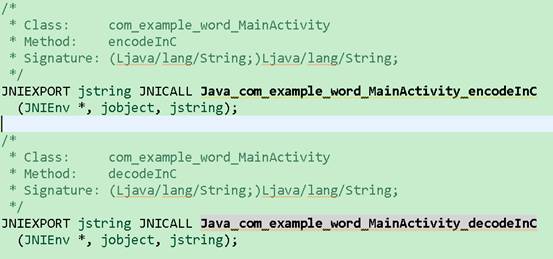 /*
 * Class:     com_example_word_MainActivity
 * Method:    encodeInC
 * Signature: (Ljava/lang/String;)Ljava/lang/String;
 */
JNIEXPORT jstring JNICALL Java_com_example_word_MainActivity_encodeInC
  (JNIEnv *, jobject, jstring);
/*
 * Class:     com_example_word_MainActivity
 * Method:    decodeInC
 * Signature: (Ljava/lang/String;)Ljava/lang/String;
 */
JNIEXPORT jstring JNICALL Java_com_example_word_MainActivity_decodeInC
  (JNIEnv *, jobject, jstring);